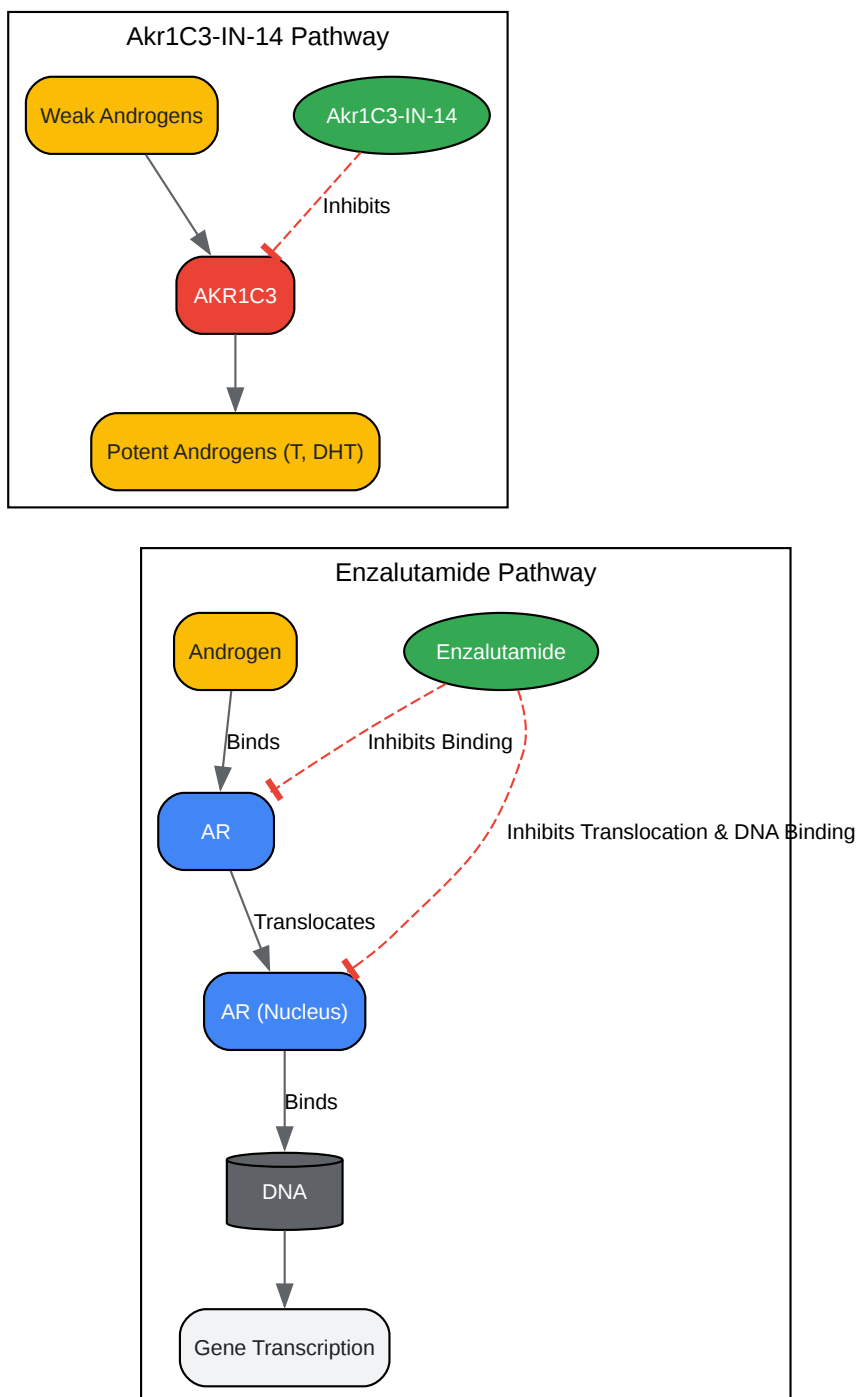 Akr1C3-IN-14 Pathway
Weak Androgens
Akr1C3-IN-14
Inhibits
AKR1C3
Potent Androgens (T, DHT)
Enzalutamide Pathway
Androgen
Enzalutamide
Binds
Inhibits Binding
AR
Inhibits Translocation & DNA Binding
Translocates
AR (Nucleus)
Binds
DNA
Gene Transcription